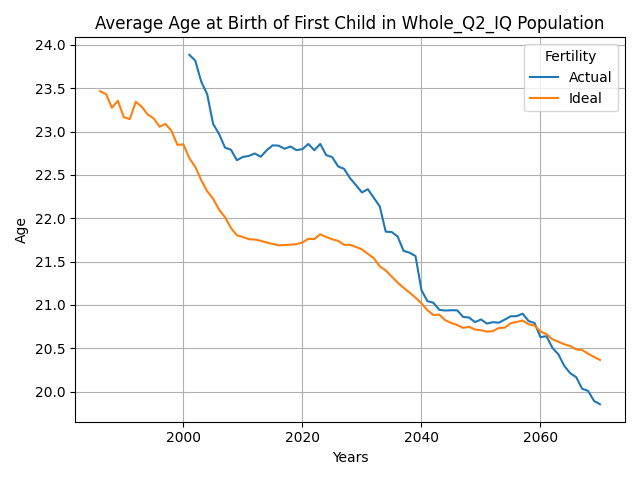 Average Age at Birth of First Child in Whole_Q2_IQ Population
Fertility
Actual
Ideal
24.0
23.5
23.0
22.5
22.0
21.5
21.0
20.5
20.0
Age
2000
2020
2040
2060
Years